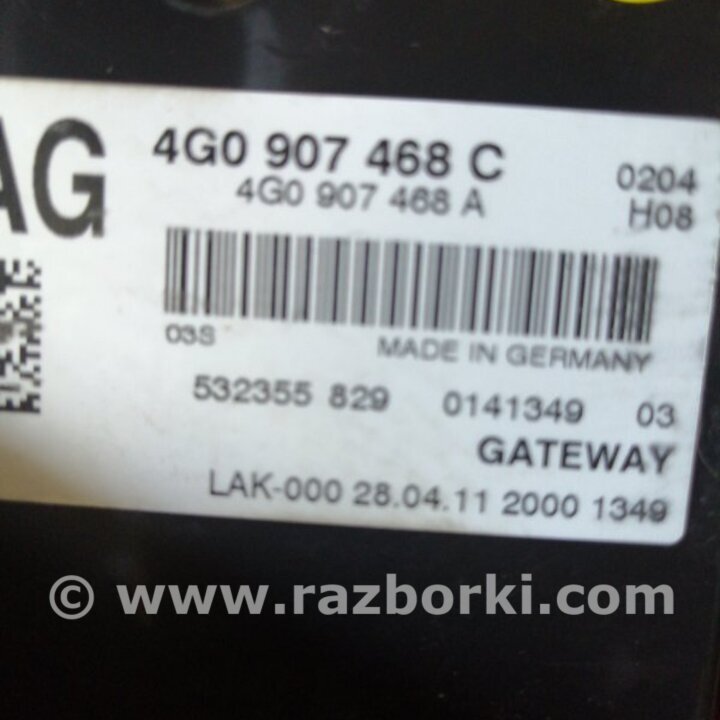 AG
4G0 907 468 C
4G0 907 468 A
0204
H08
03S
MADE IN GERMANY
532355 829 0141349 03
GATEWAY
LAK-000 28.04.11 2000 1349
© www.razborki.com